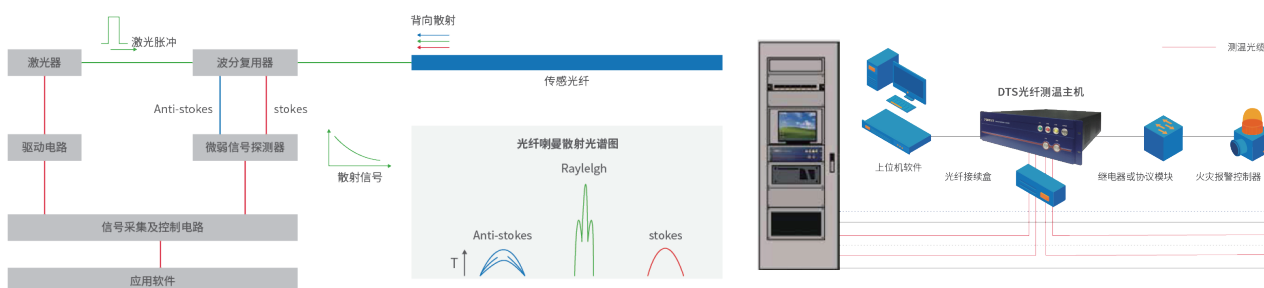 背向散射
激光胀冲
激光器
波分复用器
传感光纤
Anti-stokes
stokes
驱动电路
微弱信号探测器
散射信号
信号采集及控制电路
应用软件
光纤喇曼散射光谱图
Raylelgh
Anti-stokes
stokes
T
测温光缆
DTS光纤测温主机
上位机软件
光纤接续盒
继电器或协议模块
火灾报警控制器